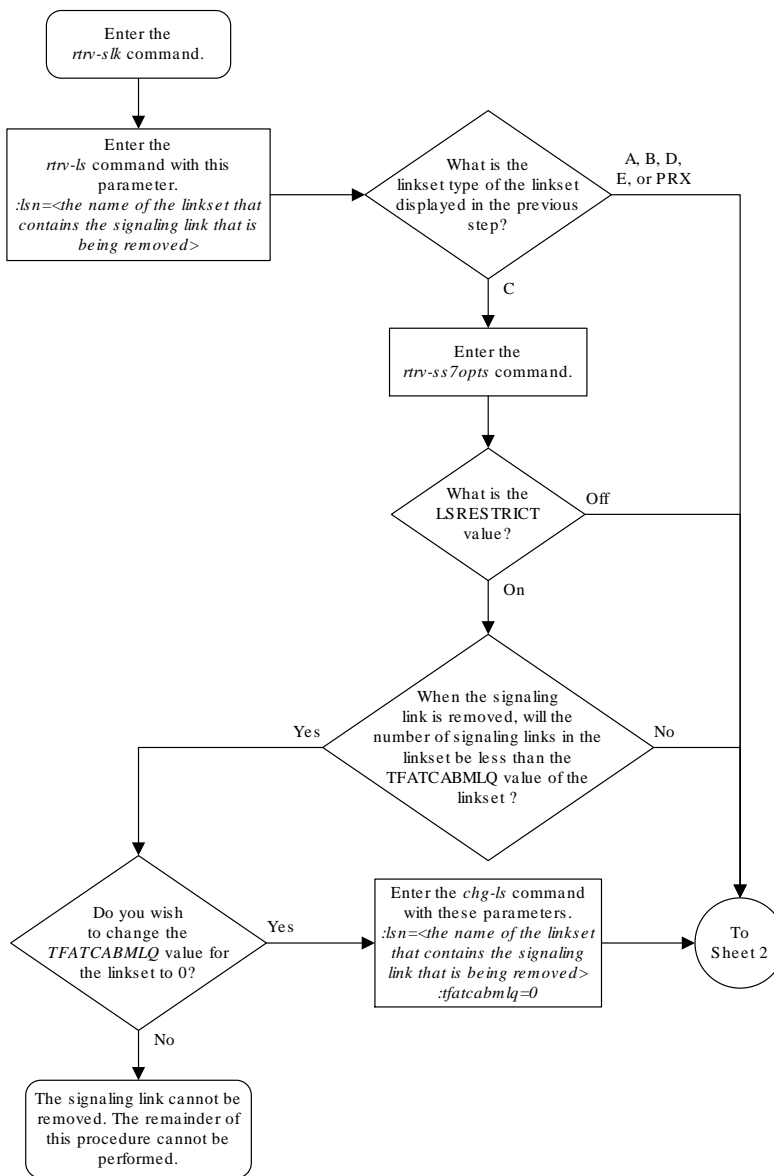 Enter the
rtrv-slk command.
Enter the
rtrv-ls command with this
parameter.
:lsn=<the name of the linkset that
contains the signaling link that is
being removed>
What is the
linkset type of the linkset
displayed in the previous
step?
A, B, D,
E, or PRX
C
Enter the
rtrv-ss7opts command.
What is the
LSRESTRICT
value?
Off
On
When the signaling
link is removed, will the
number of signaling links in the
linkset be less than the
TFATCABMLQ value of the
linkset ?
Yes
No
Do you wish
to change the
TFATCABMLQ value for
the linkset to 0?
Yes
No
Enter the chg-ls command
with these parameters.
:lsn=<the name of the linkset
that contains the signaling
link that is being removed>
:tfatcabmlq=0
To
Sheet 2
The signaling link cannot be
removed. The remainder of
this procedure cannot be
performed.